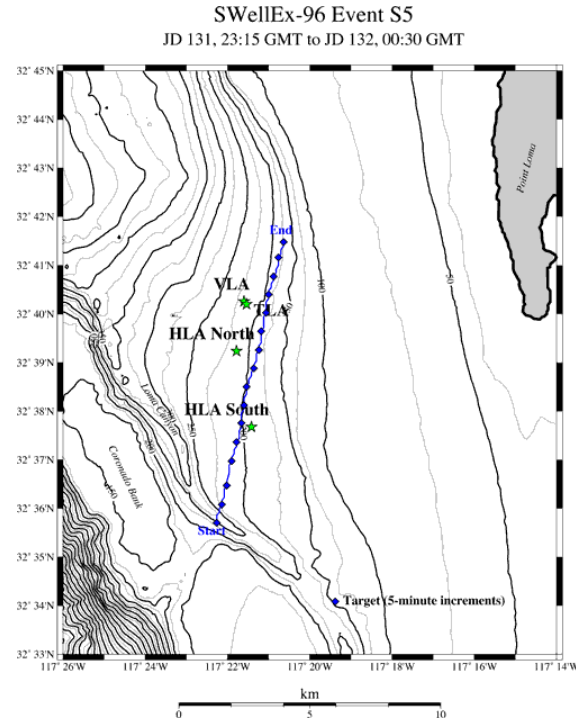 SWellEx-96 Event S5
JD 131, 23:15 GMT to JD 132, 00:30 GMT
32˚ 45'N
32˚ 44'N
32˚ 43'N
32˚ 42'N
32˚ 41'N
32˚ 40'N
32˚ 39'N
32˚ 38'N
32˚ 37'N
32˚ 36'N
32˚ 35'N
32˚ 34'N
32˚ 33'N
Point Loma
End
VLA
TLA
100
50
HLA North
Loma Canyon
HLA South
250
200
Coronado Bank
Start
Target (5-minute increments)
117˚ 26'W
117˚ 24'W
117˚ 22'W
117˚ 20'W
117˚ 18'W
117˚ 16'W
117˚ 14'W
km
0
5
10